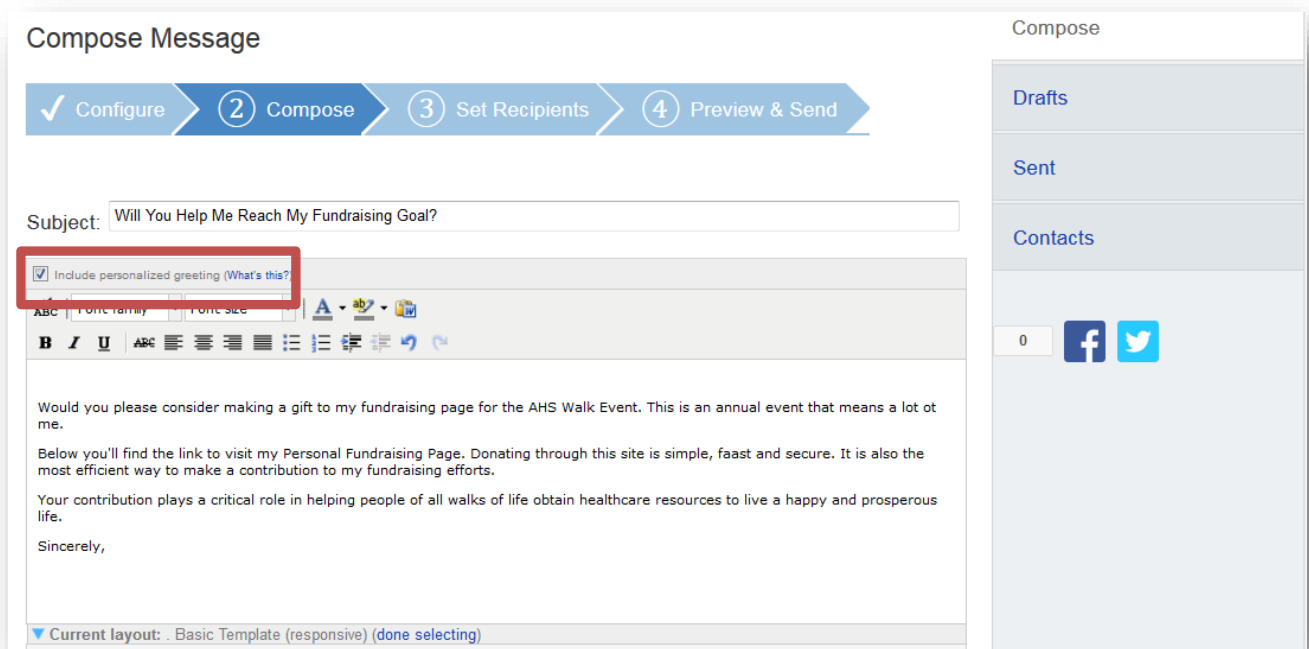 Compose Message
Compose
Configure 2 Compose 3 Set Recipients 4 Preview & Send
Drafts
Sent
Subject: Will You Help Me Reach My Fundraising Goal?
Contacts
Include personalized greeting (What's this?)
ABC Font family Font size A ab W
B I U ABC
0 f
Would you please consider making a gift to my fundraising page for the AHS Walk Event. This is an annual event that means a lot ot
me.
Below you'll find the link to visit my Personal Fundraising Page. Donating through this site is simple, faast and secure. It is also the
most efficient way to make a contribution to my fundraising efforts.
Your contribution plays a critical role in helping people of all walks of life obtain healthcare resources to live a happy and prosperous
life.
Sincerely,
Current layout: . Basic Template (responsive) (done selecting)